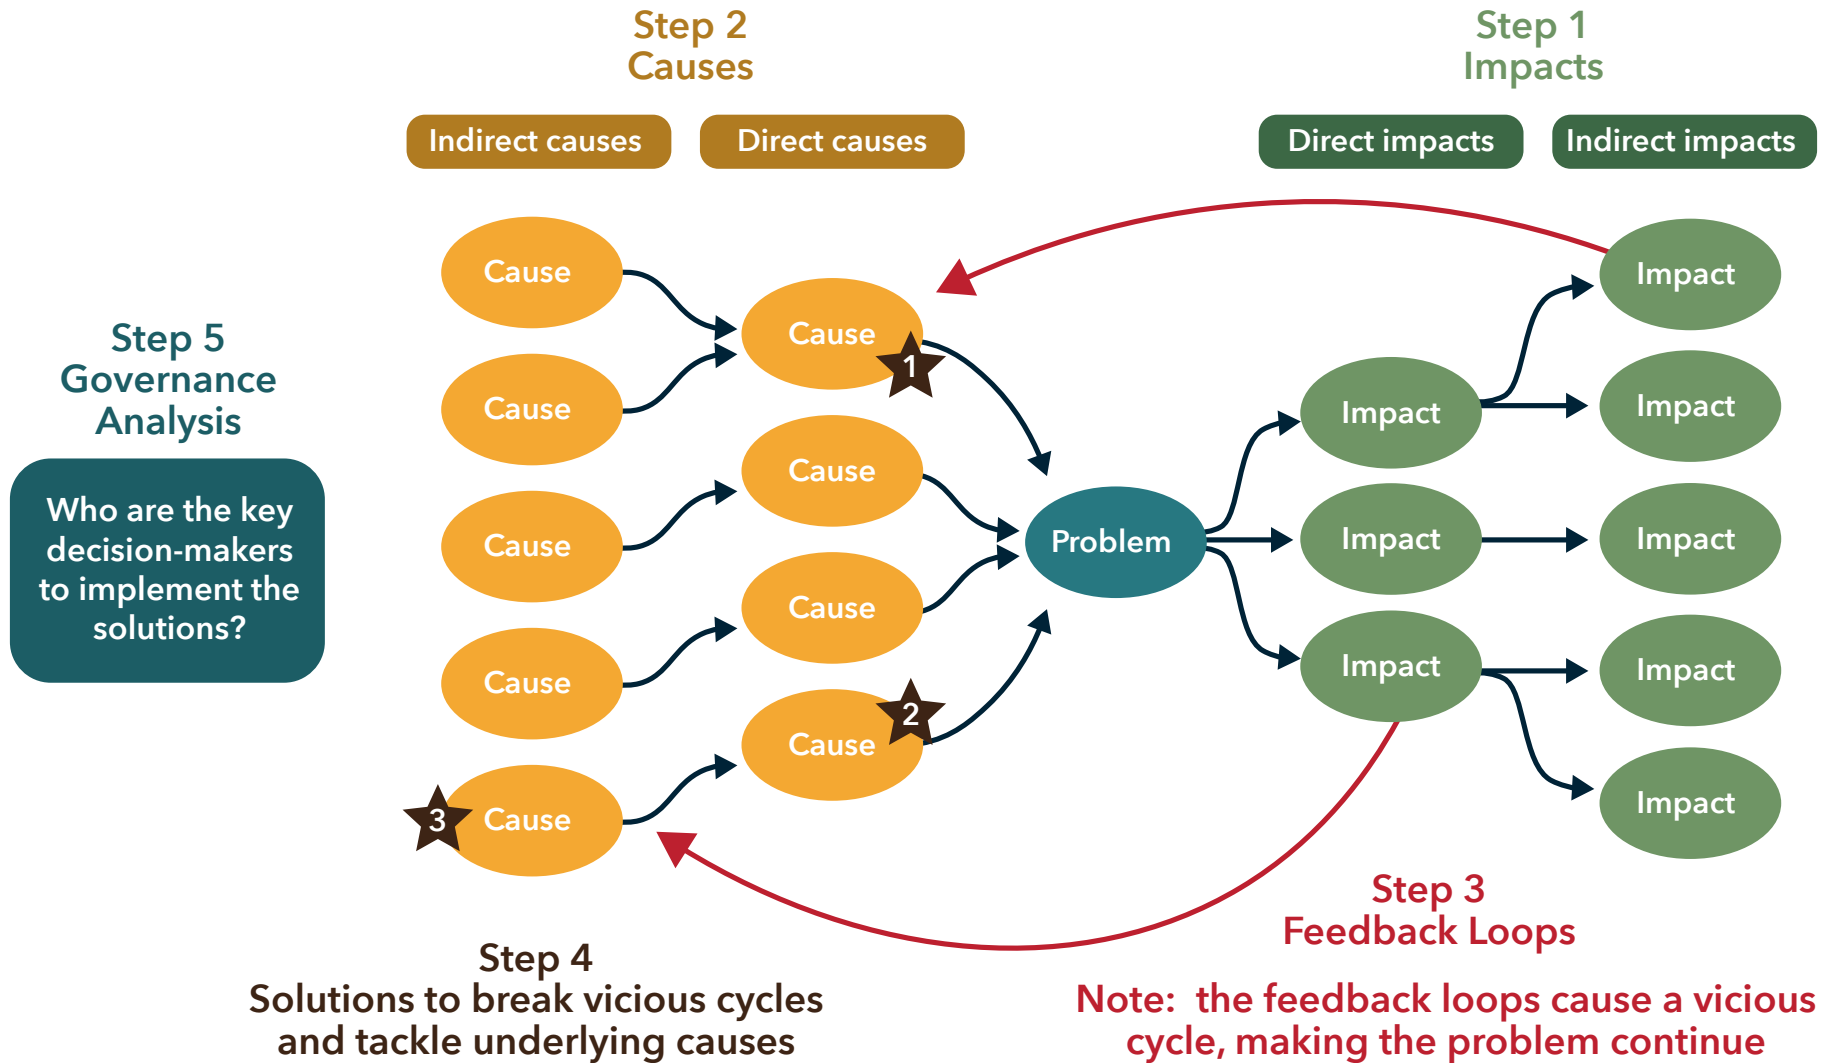 Step 2
Causes
Step 1
Impacts
Indirect causes
Direct causes
Direct impacts
Indirect impacts
Cause
Cause
Cause
Cause
Cause
Cause
1
Cause
Cause
Cause
2
3
Problem
Impact
Impact
Impact
Impact
Impact
Impact
Impact
Impact
Step 5
Governance
Analysis
Who are the key
decision-makers
to implement the
solutions?
Step 3
Feedback Loops
Note: the feedback loops cause a vicious
cycle, making the problem continue
Step 4
Solutions to break vicious cycles
and tackle underlying causes